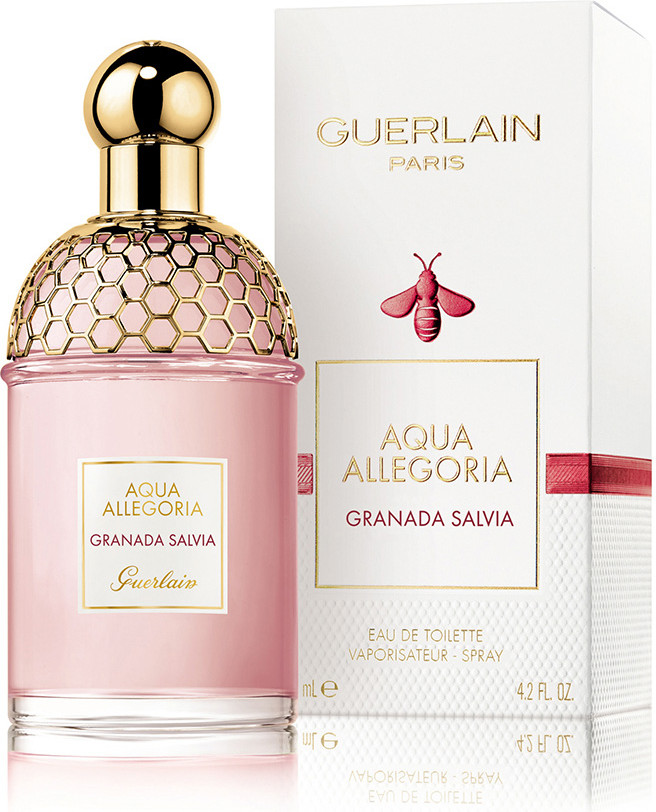 GUERLAIN
PARIS
AQUA
ALLEGORIA
GRANADA SALVIA
EAU DE TOILETTE
VAPORISATEUR - SPRAY
mL e 4.2 FL. OZ.
AQUA
ALLEGORIA
GRANADA SALVIA
Guerlain